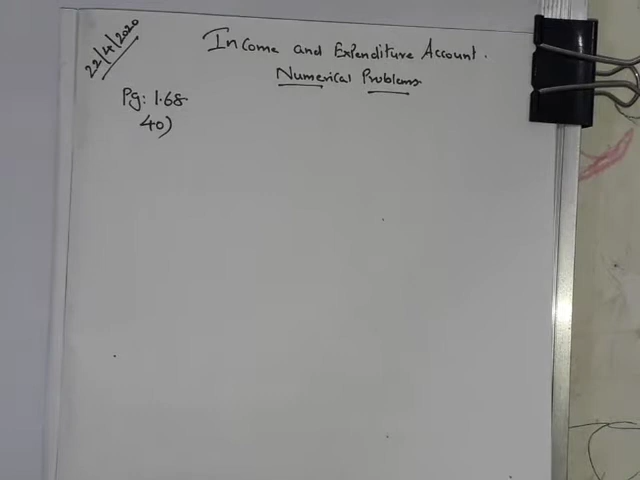 22/4/2020
Income and Expenditure Account.
Numerical Problems
Pg: 1.68
40)